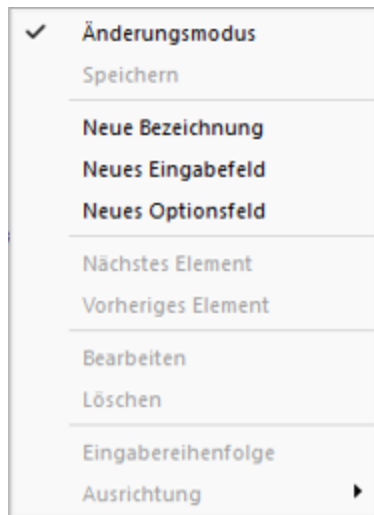 Änderungsmodus
Speichern
Neue Bezeichnung
Neues Eingabefeld
Neues Optionsfeld
Nächstes Element
Vorheriges Element
Bearbeiten
Löschen
Eingabereihenfolge
Ausrichtung